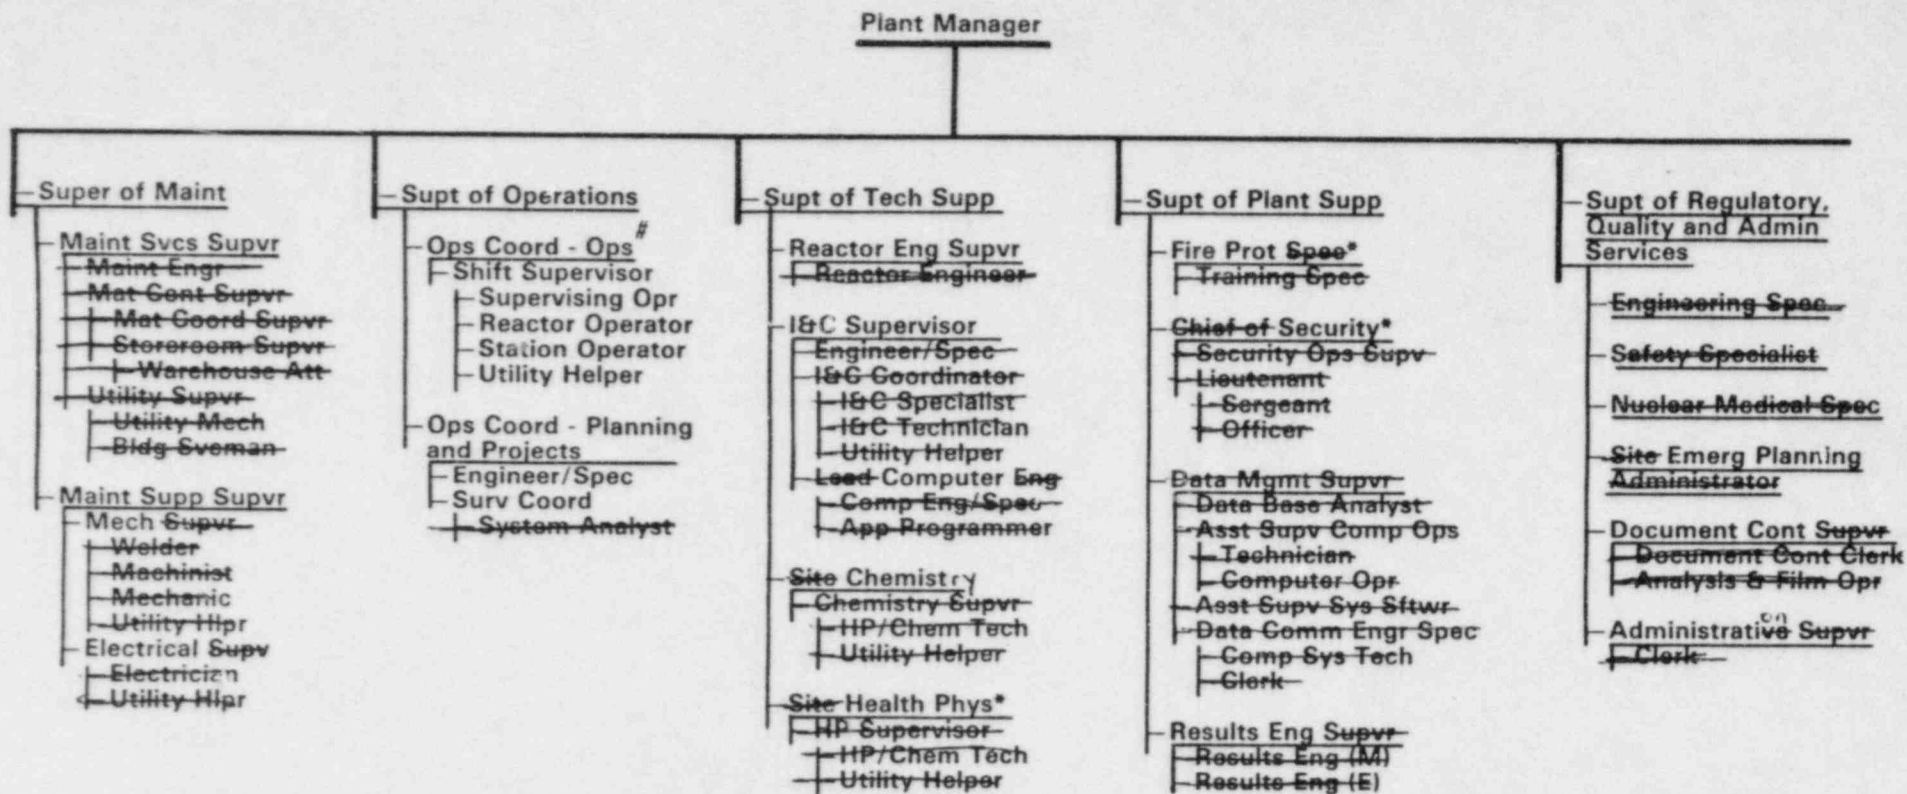 Plant Manager
Super of Maint
Maint Svcs Supvr
Maint Engr
Mat Cont Supvr
Mat Coord Supvr
Storeroom Supvr
Warehouse Att
Utility Supvr
Utility Mech
Bldg Svcman
Maint Supp Supvr
Mech Supvr
Welder
Machinist
Mechanic
Utility Hlpr
Electrical Supv
Electrician
Utility Hlpr
Supt of Operations
Ops Coord - Ops #
Shift Supervisor
Supervising Opr
Reactor Operator
Station Operator
Utility Helper
Ops Coord - Planning
and Projects
Engineer/Spec
Surv Coord
System Analyst
Supt of Tech Supp
Reactor Eng Supvr
Reactor Engineer
I&C Supervisor
Engineer/Spec
I&C Coordinator
I&C Specialist
I&C Technician
Utility Helper
Lead Computer Eng
Comp Eng/Spec
App Programmer
Site Chemistry
Chemistry Supvr
HP/Chem Tech
Utility Helper
Site Health Phys*
HP Supervisor
HP/Chem Tech
Utility Helper
Supt of Plant Supp
Fire Prot Spec*
Training Spec
Chief of Security*
Security Ops Supv
Lieutenant
Sergeant
Officer
Data Mgmt Supvr
Data Base Analyst
Asst Supv Comp Ops
Technician
Computer Opr
Asst Supv Sys Sftwr
Data Comm Engr Spec
Comp Sys Tech
Clerk
Results Eng Supvr
Results Eng (M)
Results Eng (E)
Supt of Regulatory,
Quality and Admin
Services
Engineering Spec
Safety Specialist
Nuclear Medical Spec
Site Emerg Planning
Administrator
Document Cont Supvr
Document Cont Clerk
Analysis & Film Opr
on
Administrative Supvr
Clerk